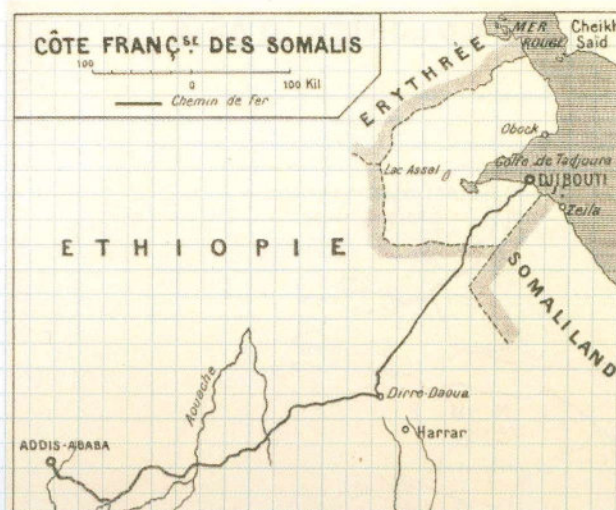 CÔTE FRANÇSE. DES SOMALIS
100 0 100 Kil
Chemin de Fer
MER
ROUGE
Cheikh
Saïd
ERYTHRÉE
Obock
Golfe de Tadjoura
Lac Assal
DJIBOUTI
Zeila
ETHIOPIE
SOMALILAND
Aouache
Dirre-Daoua
Harrar
ADDIS-ABABA